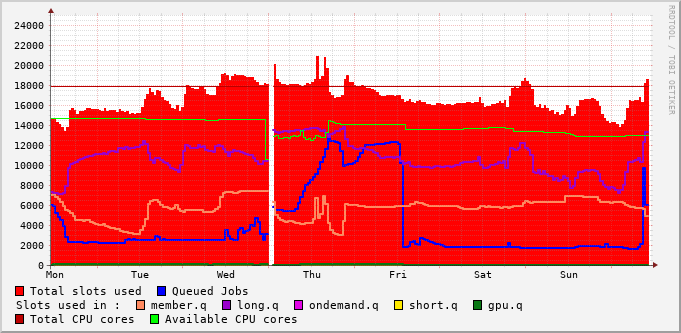 24000
22000
20000
18000
16000
14000
12000
10000
8000
6000
4000
2000
0
Mon Tue Wed Thu Fri Sat Sun
RRDTOOL / TOBI OETIKER
Total slots used Queued Jobs
Slots used in : member.q long.q ondemand.q short.q gpu.q
Total CPU cores Available CPU cores